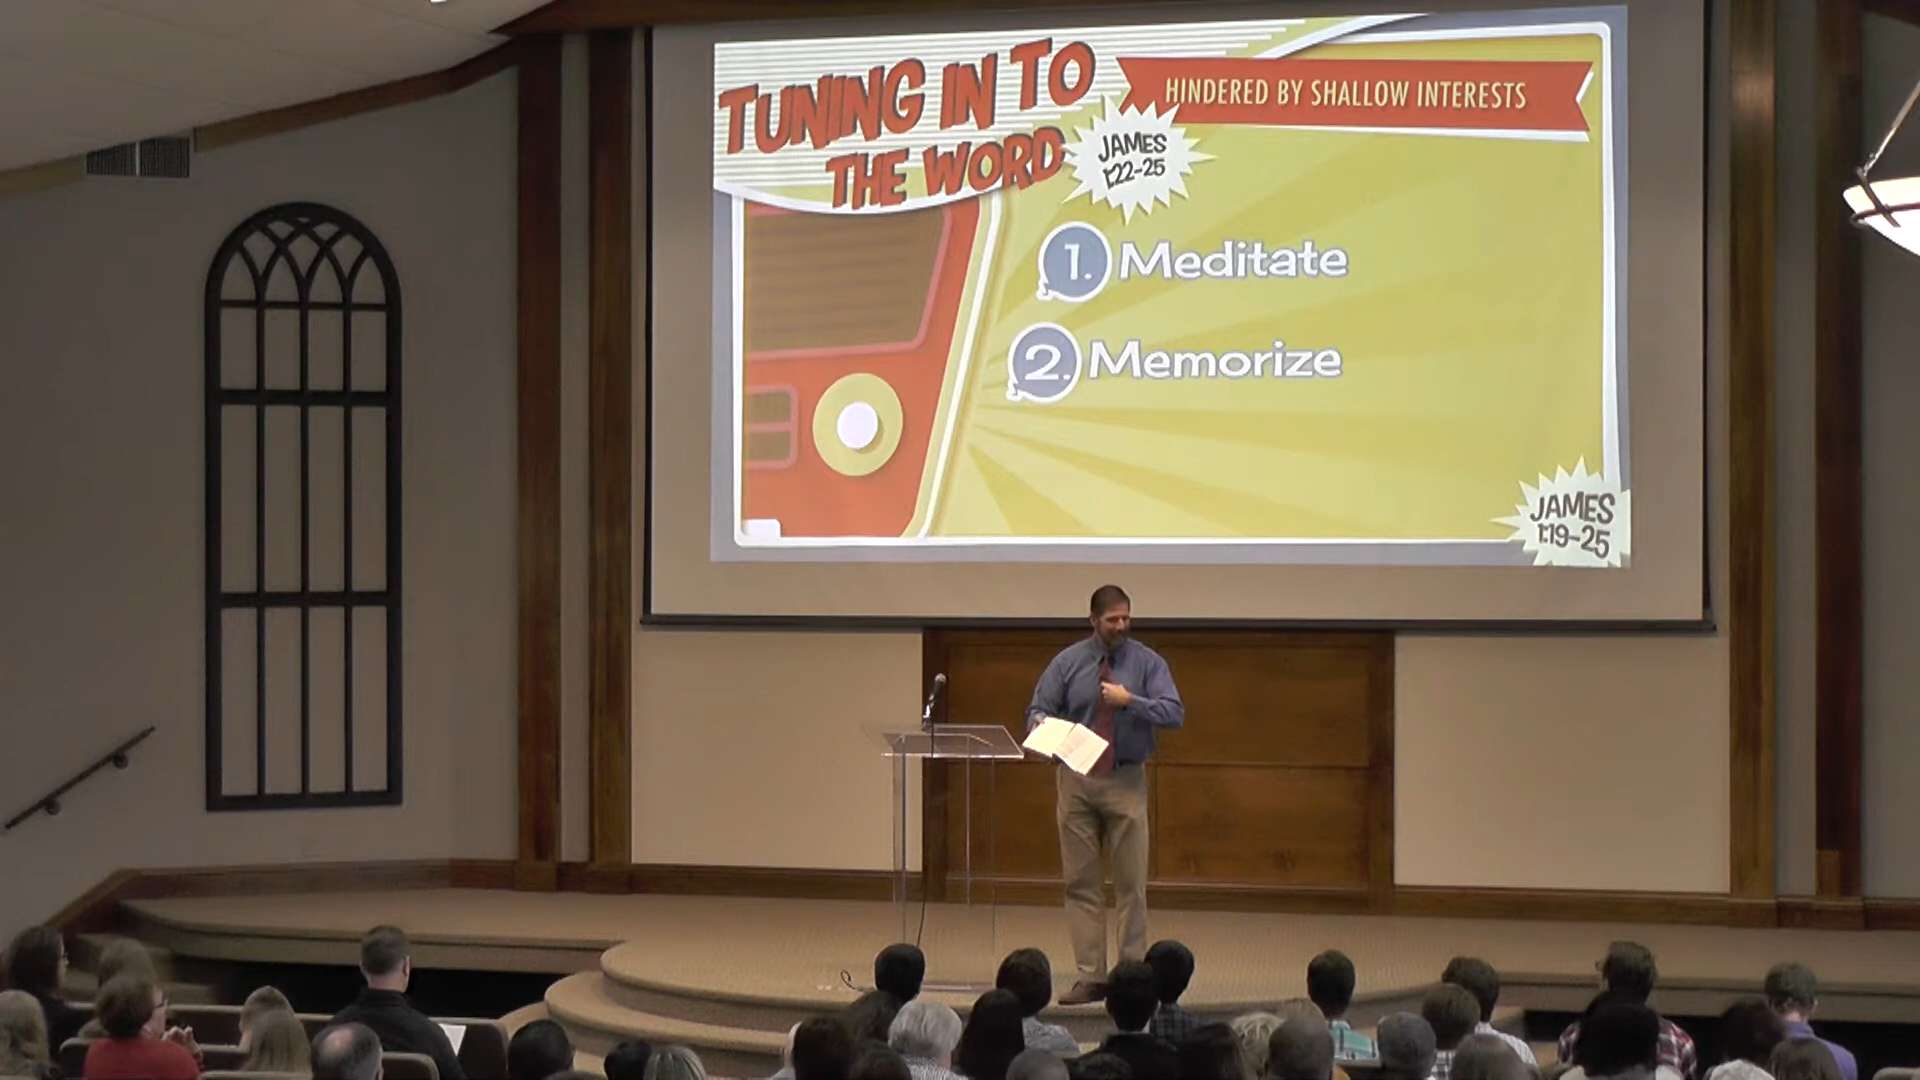 TUNING IN TO
THE WORD
HINDERED BY SHALLOW INTERESTS
JAMES
1:22-25
1. Meditate
2. Memorize
JAMES
1:19-25